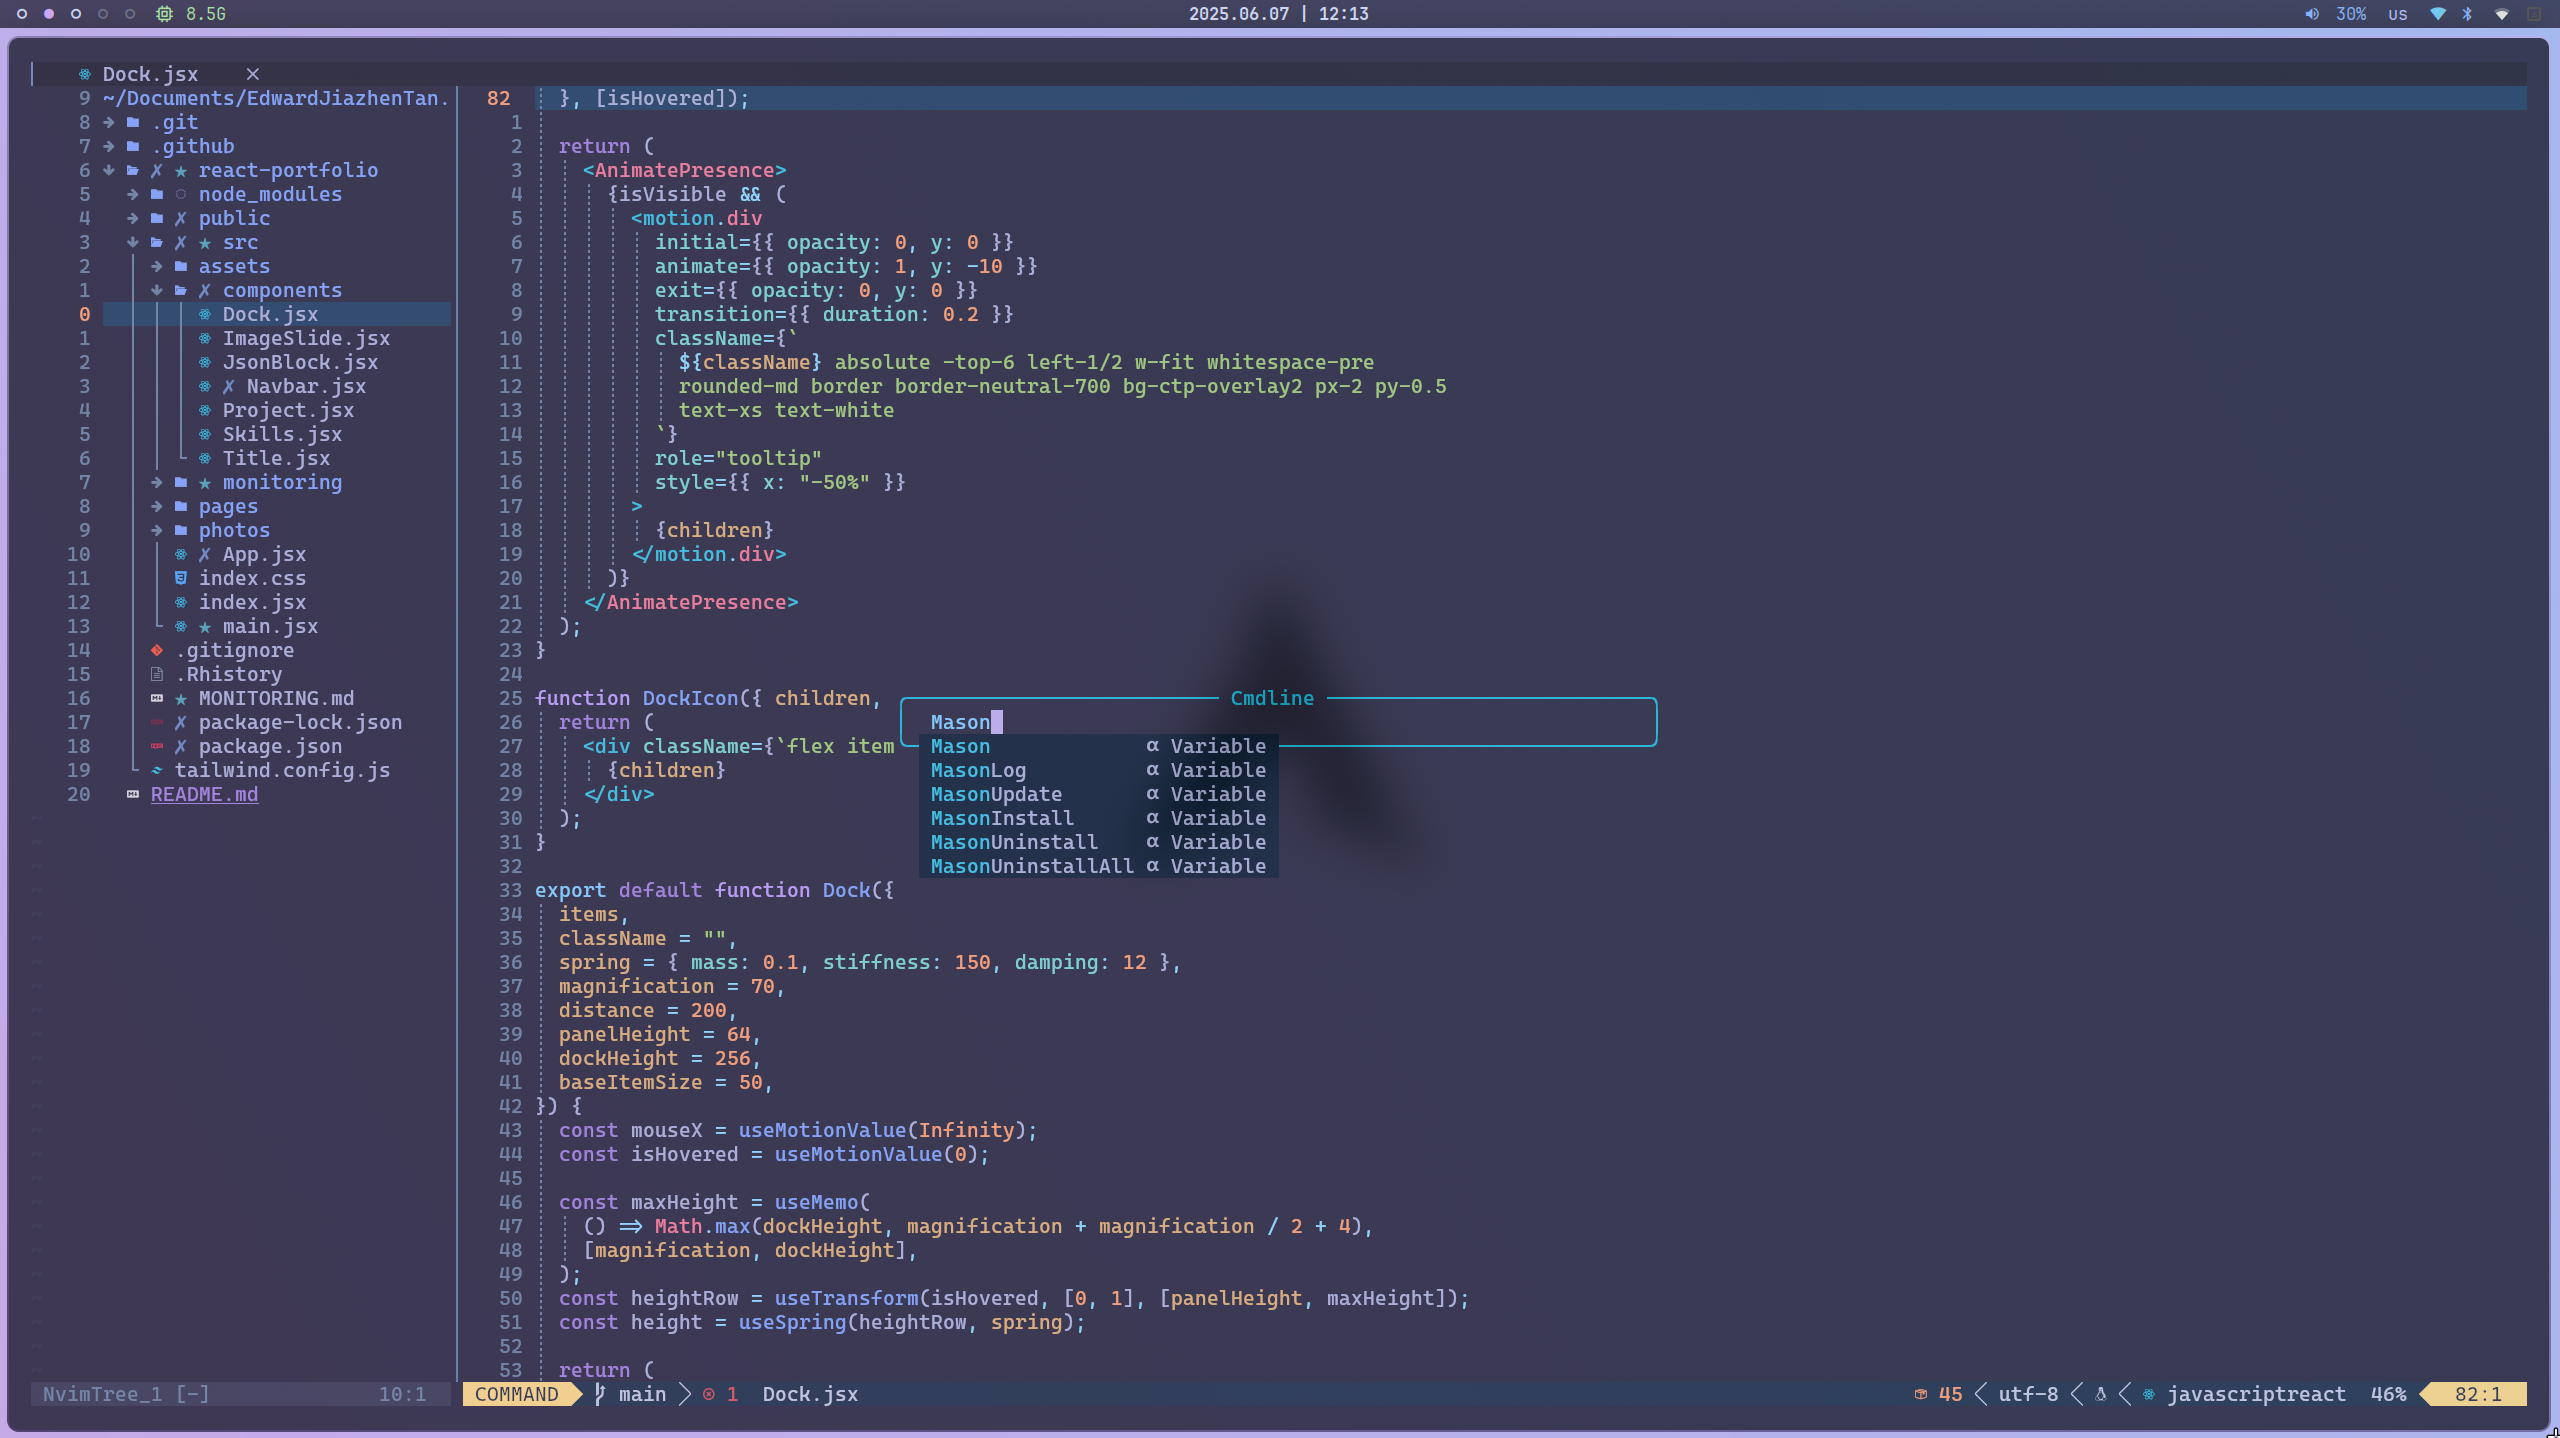 8.5G
2025.06.07 | 12:13
30% us
Dock.jsx
9 ~/Documents/EdwardJiazhenTan.
8 .git
7 .github
6 ✗ ★ react-portfolio
5 node_modules
4 ✗ public
3 ✗ ★ src
2 assets
1 ✗ components
0 Dock.jsx
1 ImageSlide.jsx
2 JsonBlock.jsx
3 ✗ Navbar.jsx
4 Project.jsx
5 Skills.jsx
6 Title.jsx
7 ★ monitoring
8 pages
9 photos
10 ✗ App.jsx
11 index.css
12 index.jsx
13 ★ main.jsx
14 .gitignore
15 .Rhistory
16 ★ MONITORING.md
17 ✗ package-lock.json
18 ✗ package.json
19 tailwind.config.js
20 README.md
82 }, [isHovered]);
1
2 return (
3 <AnimatePresence>
4 {isVisible && (
5 <motion.div
6 initial={{ opacity: 0, y: 0 }}
7 animate={{ opacity: 1, y: -10 }}
8 exit={{ opacity: 0, y: 0 }}
9 transition={{ duration: 0.2 }}
10 className={`
11 ${className} absolute -top-6 left-1/2 w-fit whitespace-pre
12 rounded-md border border-neutral-700 bg-ctp-overlay2 px-2 py-0.5
13 text-xs text-white
14 `}
15 role="tooltip"
16 style={{ x: "-50%" }}
17 >
18 {children}
19 </motion.div>
20 )}
21 </AnimatePresence>
22 );
23 }
24
25 function DockIcon({ children,
26 return (
27 <div className={`flex item
28 {children}
29 </div>
30 );
31 }
32
33 export default function Dock({
34 items,
35 className = "",
36 spring = { mass: 0.1, stiffness: 150, damping: 12 },
37 magnification = 70,
38 distance = 200,
39 panelHeight = 64,
40 dockHeight = 256,
41 baseItemSize = 50,
42 }) {
43 const mouseX = useMotionValue(Infinity);
44 const isHovered = useMotionValue(0);
45
46 const maxHeight = useMemo(
47 () => Math.max(dockHeight, magnification + magnification / 2 + 4),
48 [magnification, dockHeight],
49 );
50 const heightRow = useTransform(isHovered, [0, 1], [panelHeight, maxHeight]);
51 const height = useSpring(heightRow, spring);
52
53 return (
Cmdline
Mason
Mason α Variable
MasonLog α Variable
MasonUpdate α Variable
MasonInstall α Variable
MasonUninstall α Variable
MasonUninstallAll α Variable
NvimTree_1 [-] 10:1
COMMAND main 1 Dock.jsx
45 utf-8 javascriptreact 46% 82:1